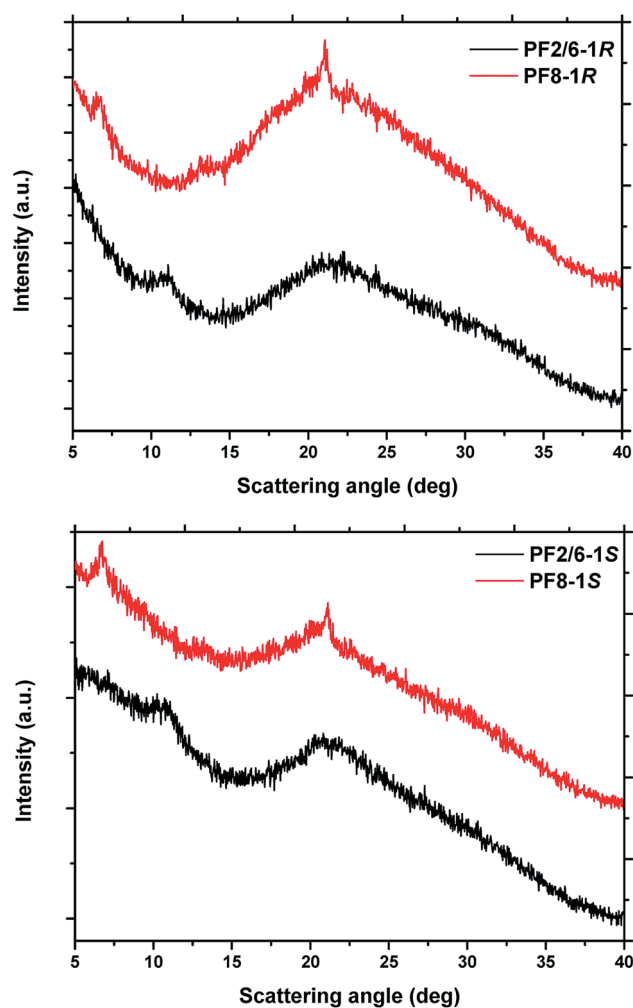 PF2/6-1R
PF8-1R
Intensity (a.u.)
5 10 15 20 25 30 35 40
Scattering angle (deg)
PF2/6-1S
PF8-1S
Intensity (a.u.)
5 10 15 20 25 30 35 40
Scattering angle (deg)